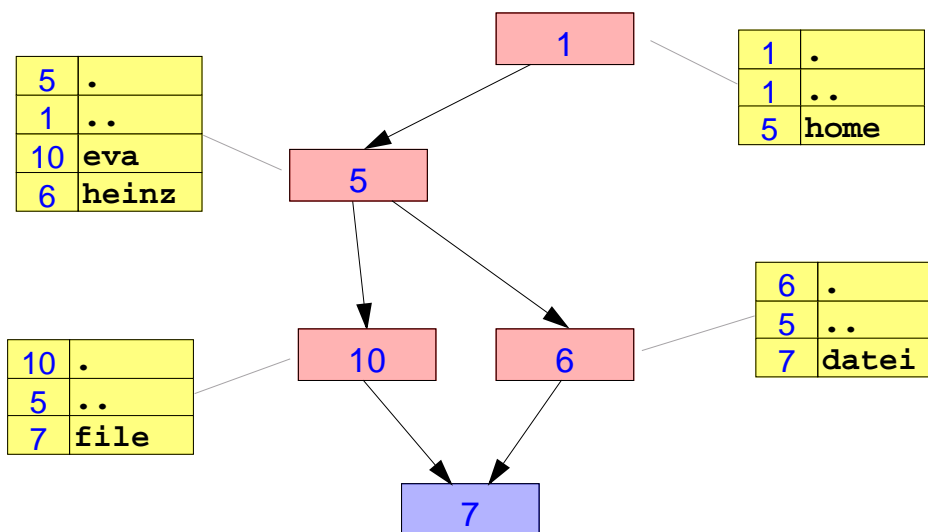 1
1 .
1 ..
5 home
5 .
1 ..
10 eva
6 heinz
5
6 .
5 ..
7 datei
10
6
10 .
5 ..
7 file
7